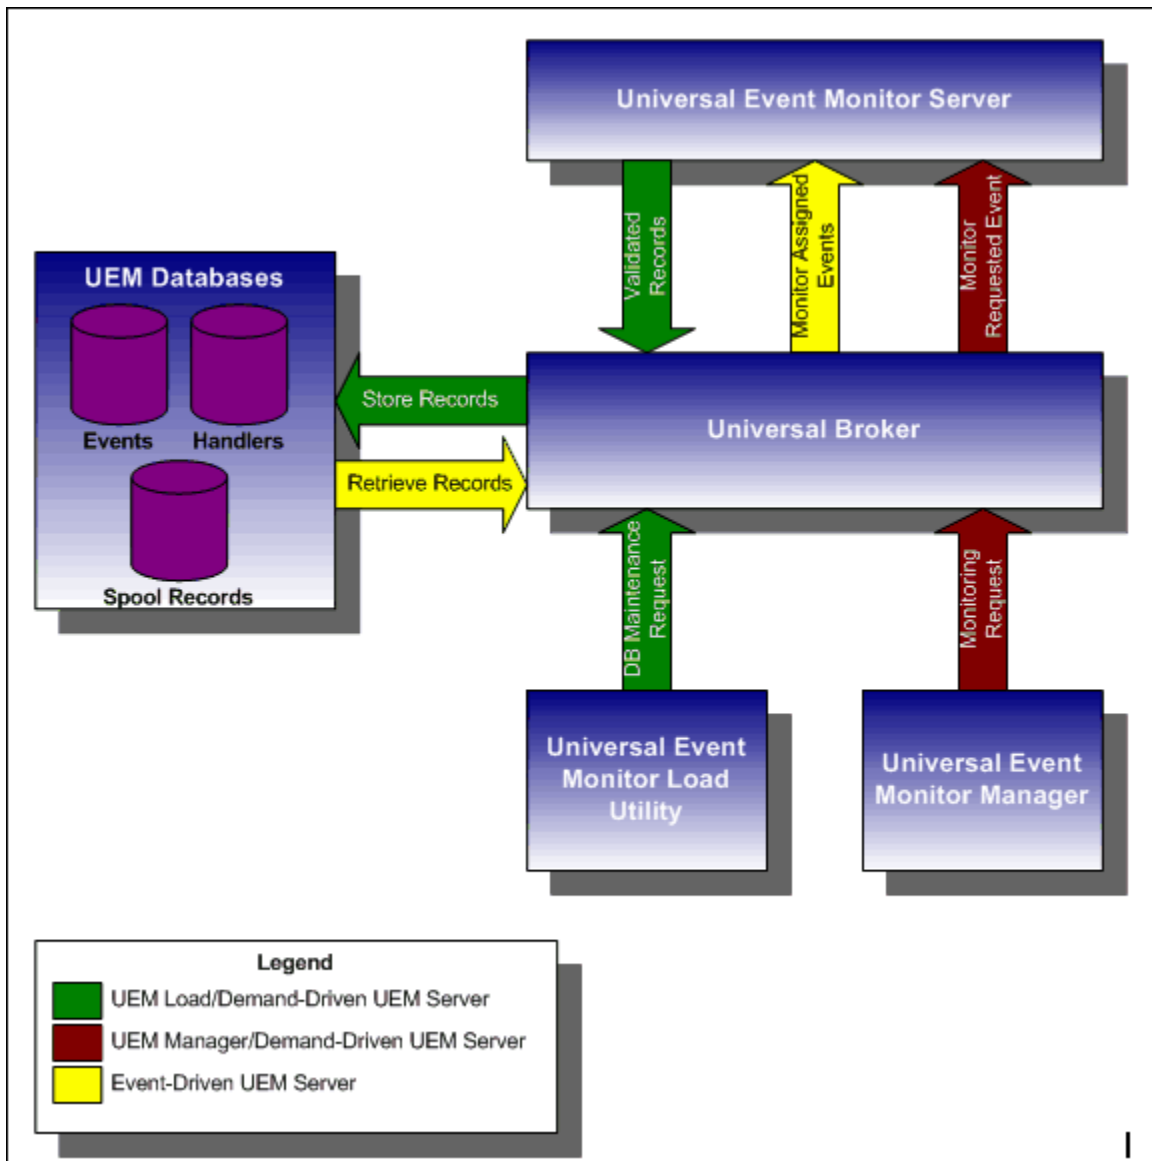 Universal Event Monitor Server
Validated
Records
Monitor Assigned
Events
Monitor
Requested Event
UEM Databases
Events
Handlers
Spool Records
Store Records
Retrieve Records
Universal Broker
DB Maintenance
Request
Monitoring
Request
Universal Event
Monitor Load
Utility
Universal Event
Monitor Manager
Legend
UEM Load/Demand-Driven UEM Server
UEM Manager/Demand-Driven UEM Server
Event-Driven UEM Server